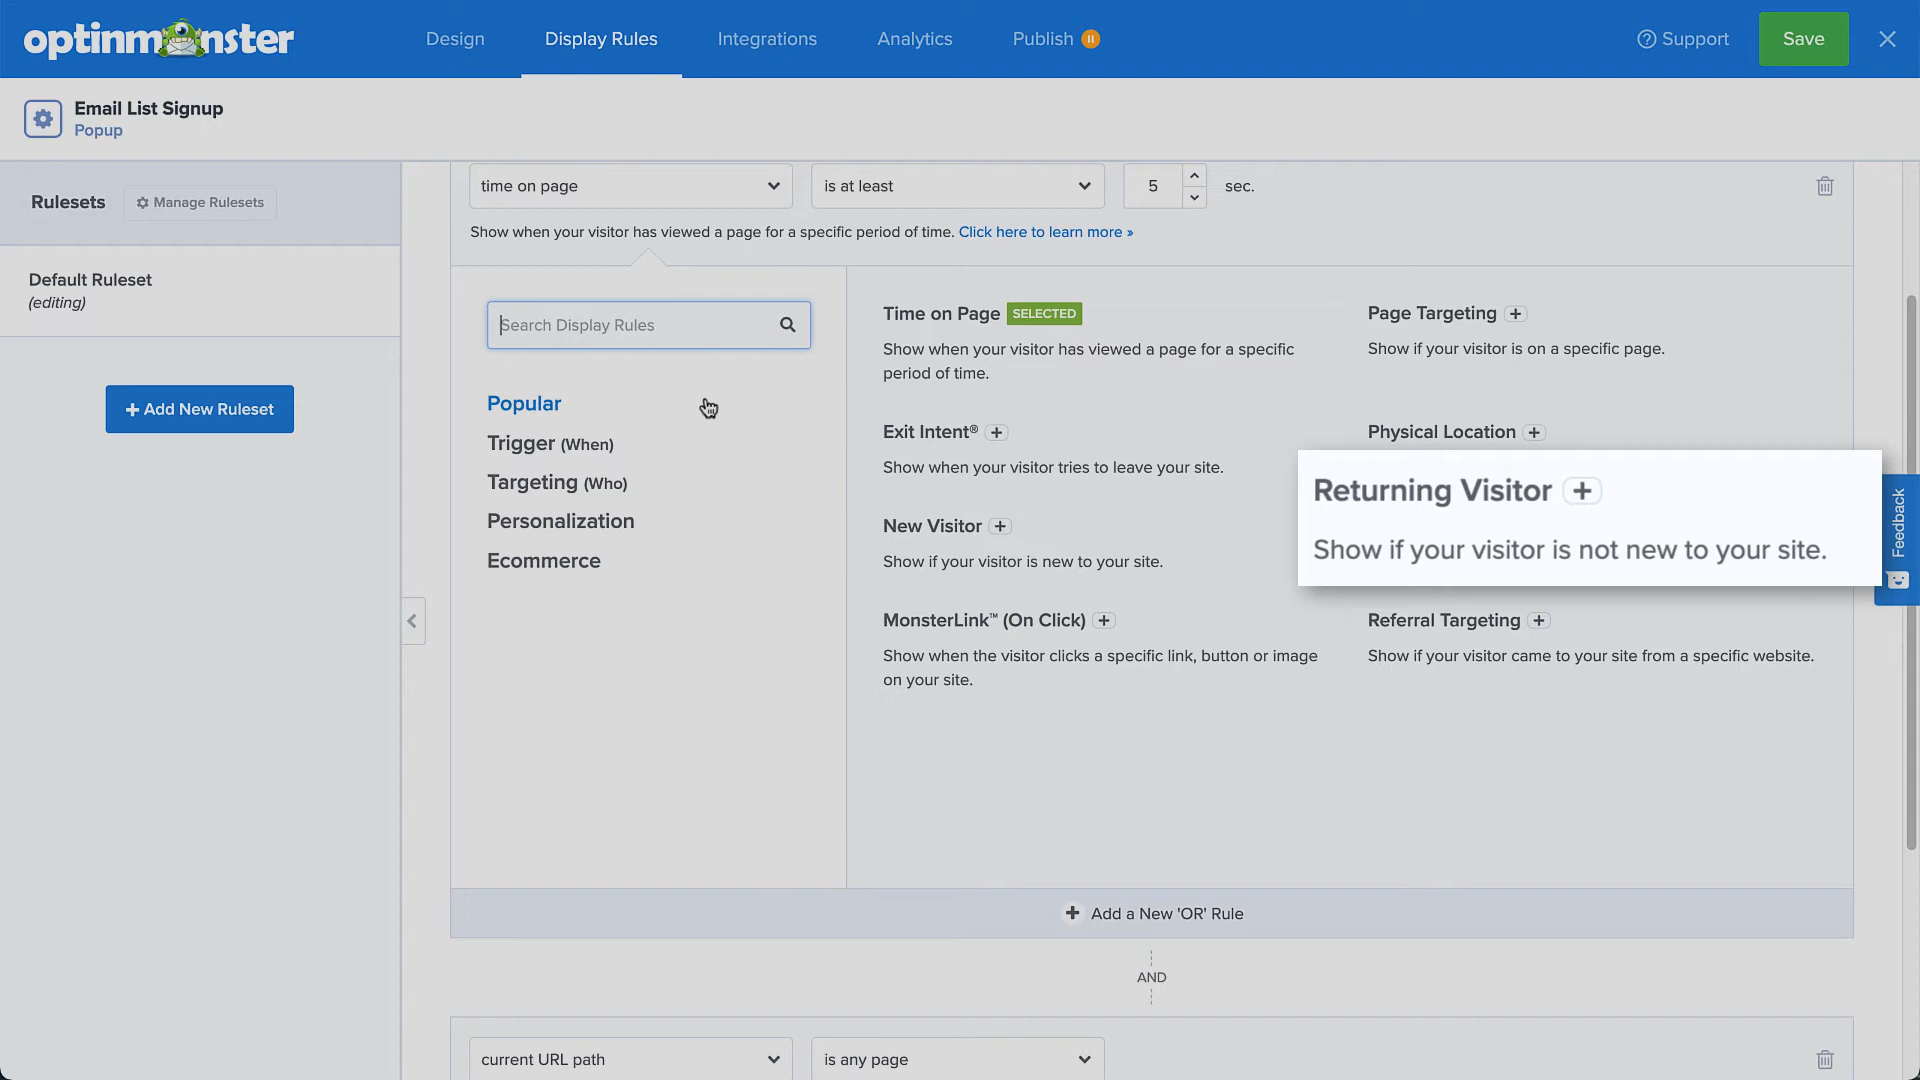 optinmonster
Design
Display Rules
Integrations
Analytics
Publish
Support
Save
Email List Signup
Popup
Rulesets
Manage Rulesets
Default Ruleset
(editing)
+ Add New Ruleset
time on page
is at least
5
sec.
Show when your visitor has viewed a page for a specific period of time. Click here to learn more »
Search Display Rules
Popular
Trigger (When)
Targeting (Who)
Personalization
Ecommerce
Time on Page SELECTED
Show when your visitor has viewed a page for a specific
period of time.
Page Targeting +
Show if your visitor is on a specific page.
Exit Intent® +
Show when your visitor tries to leave your site.
Physical Location +
New Visitor +
Show if your visitor is new to your site.
Returning Visitor +
Show if your visitor is not new to your site.
MonsterLink™ (On Click) +
Show when the visitor clicks a specific link, button or image
on your site.
Referral Targeting +
Show if your visitor came to your site from a specific website.
Feedback
+ Add a New 'OR' Rule
AND
current URL path
is any page